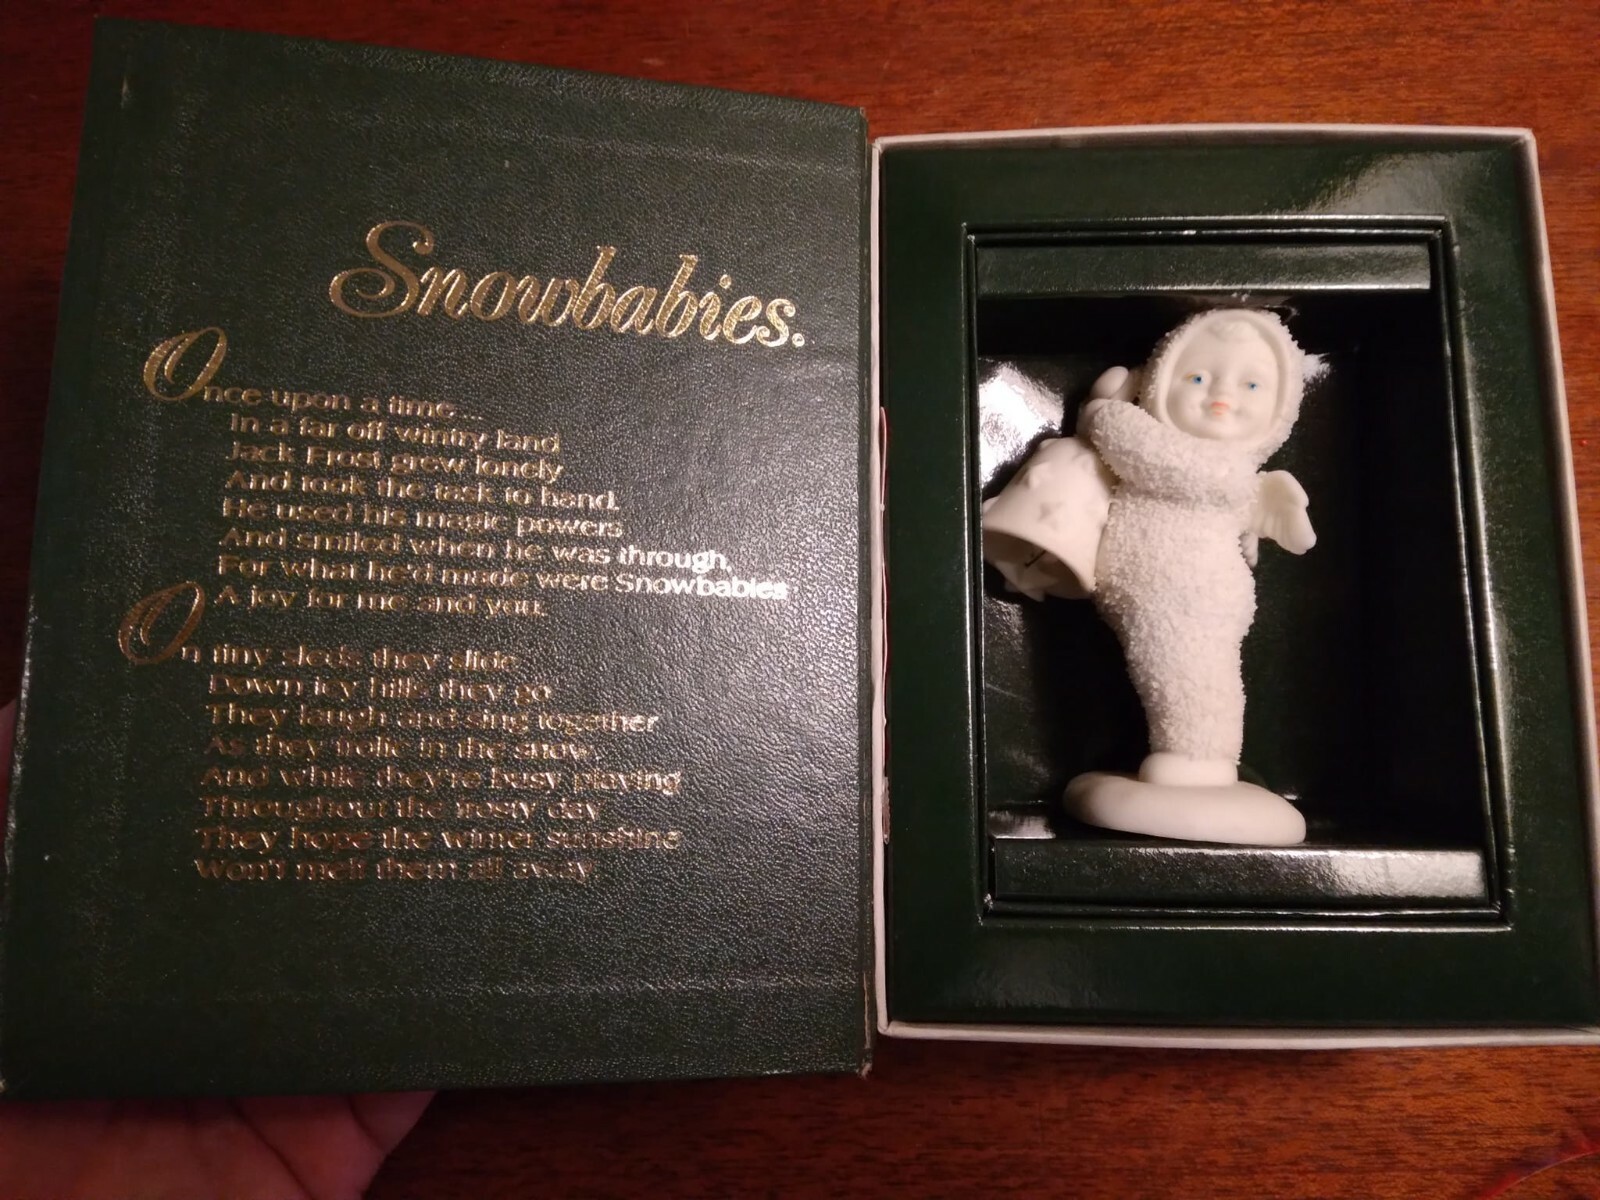 Snowbabies.
Once upon a time....
In a far off wintry land
Jack Frost grew lonely
And took the task to hand.
He used his magic powers
And smiled when he was through,
For what he'd made were Snowbabies
A joy for me and you.
On tiny sleds they slide
Down icy hills they go
They laugh and sing together
As they frolic in the snow.
And while they're busy playing
Throughout the frosty day
They hope the winter sunshine
Won't melt them all away.